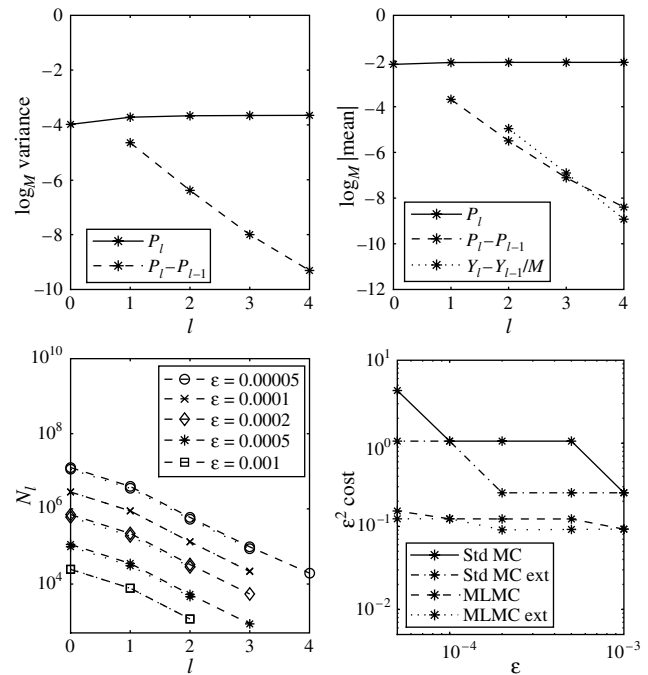 0
−2
−4
−6
−8
−10
log_M variance
P_l
P_l−P_{l−1}
0 1 2 3 4
l
0
−2
−4
−6
−8
−10
−12
log_M |mean|
P_l
P_l−P_{l−1}
Y_l−Y_{l−1}/M
0 1 2 3 4
l
10^10
10^8
10^6
10^4
N_l
ε = 0.00005
ε = 0.0001
ε = 0.0002
ε = 0.0005
ε = 0.001
0 1 2 3 4
l
10^1
10^0
10^−1
10^−2
ε^2 cost
Std MC
Std MC ext
MLMC
MLMC ext
10^−4 10^−3
ε